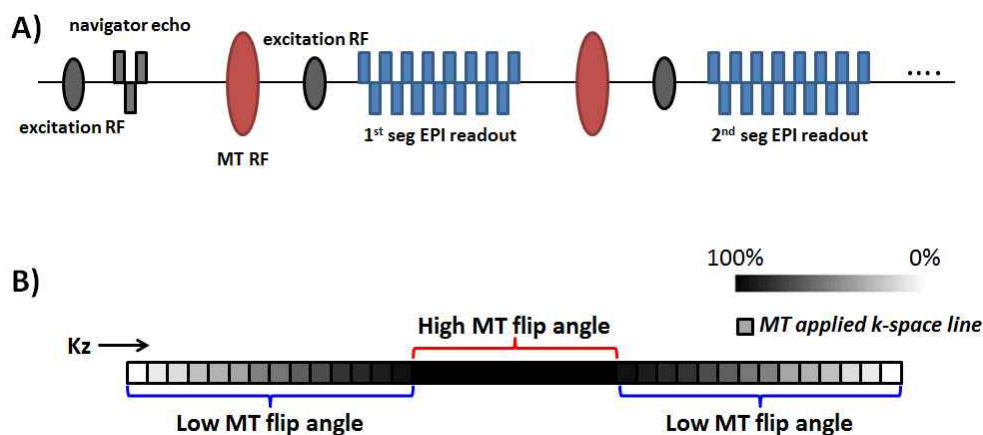 A)
navigator echo
excitation RF
excitation RF
MT RF
1st seg EPI readout
2nd seg EPI readout
....
B)
100% 0%
MT applied k-space line
High MT flip angle
Kz
Low MT flip angle
Low MT flip angle